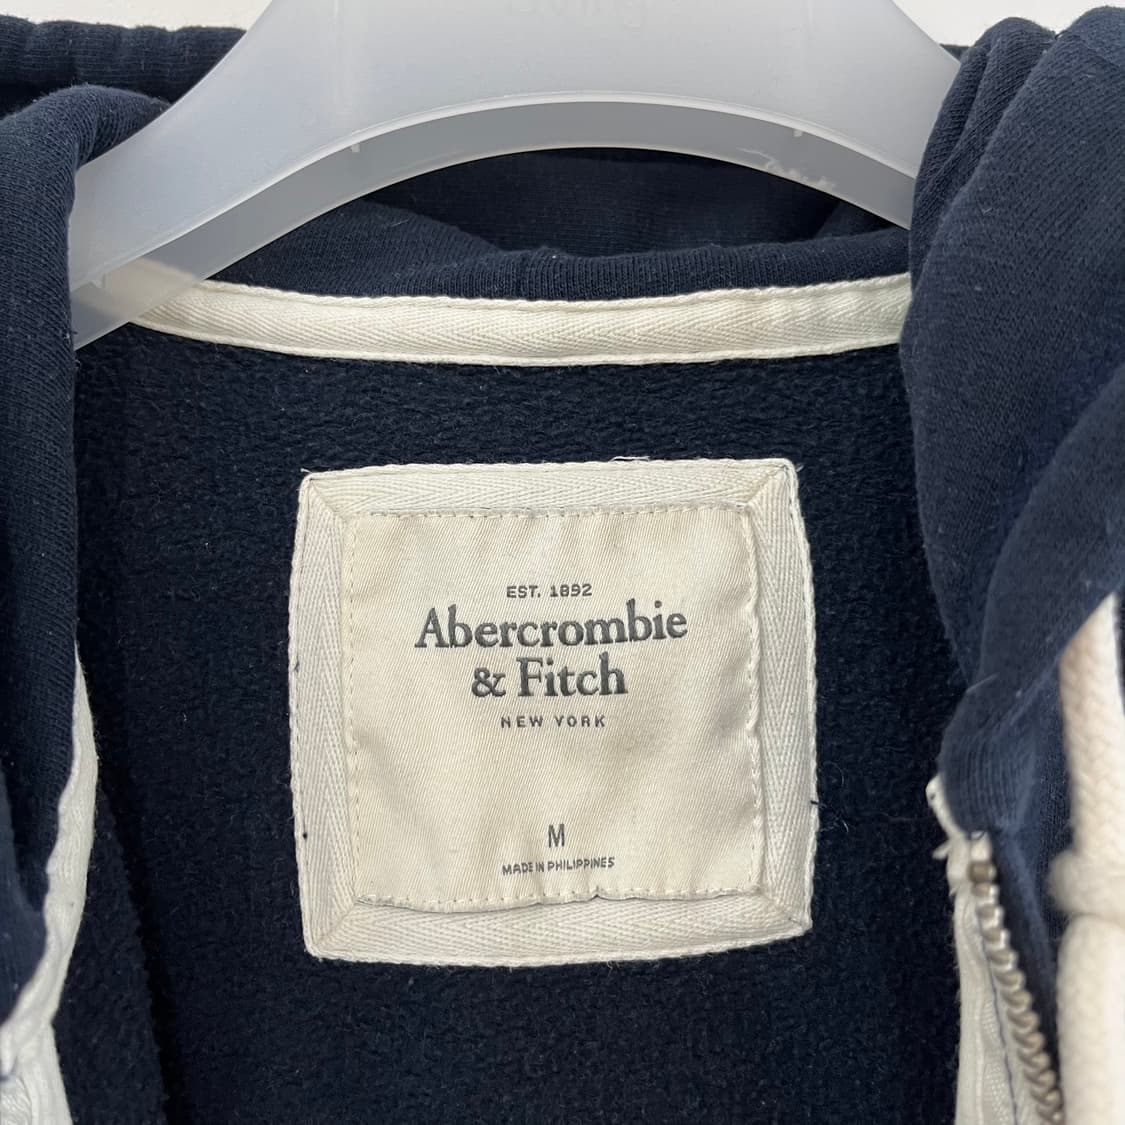 EST. 1892
Abercrombie
& Fitch
NEW YORK
M
MADE IN PHILIPPINES